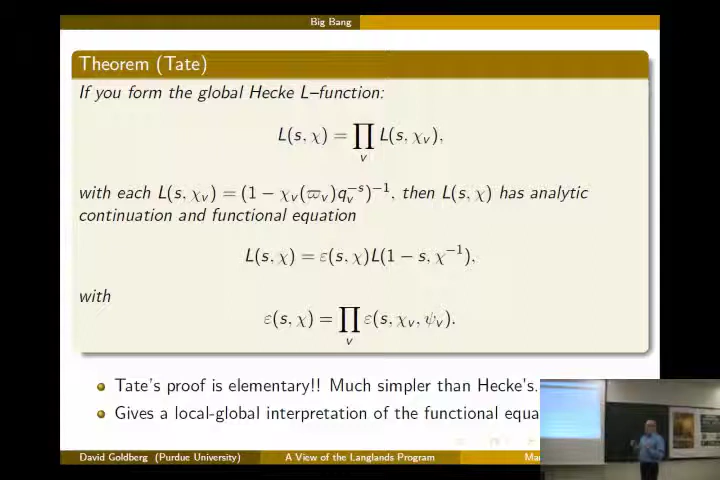 Big Bang
Theorem (Tate)
If you form the global Hecke L–function:
L(s, χ) = ∏_v L(s, χ_v),
with each L(s, χ_v) = (1 − χ_v(ϖ_v)q_v^{−s})^{−1}, then L(s, χ) has analytic
continuation and functional equation
L(s, χ) = ε(s, χ)L(1 − s, χ^{−1}),
with
ε(s, χ) = ∏_v ε(s, χ_v, ψ_v).
Tate's proof is elementary!! Much simpler than Hecke's.
Gives a local-global interpretation of the functional
David Goldberg (Purdue University) A View of the Langlands Program